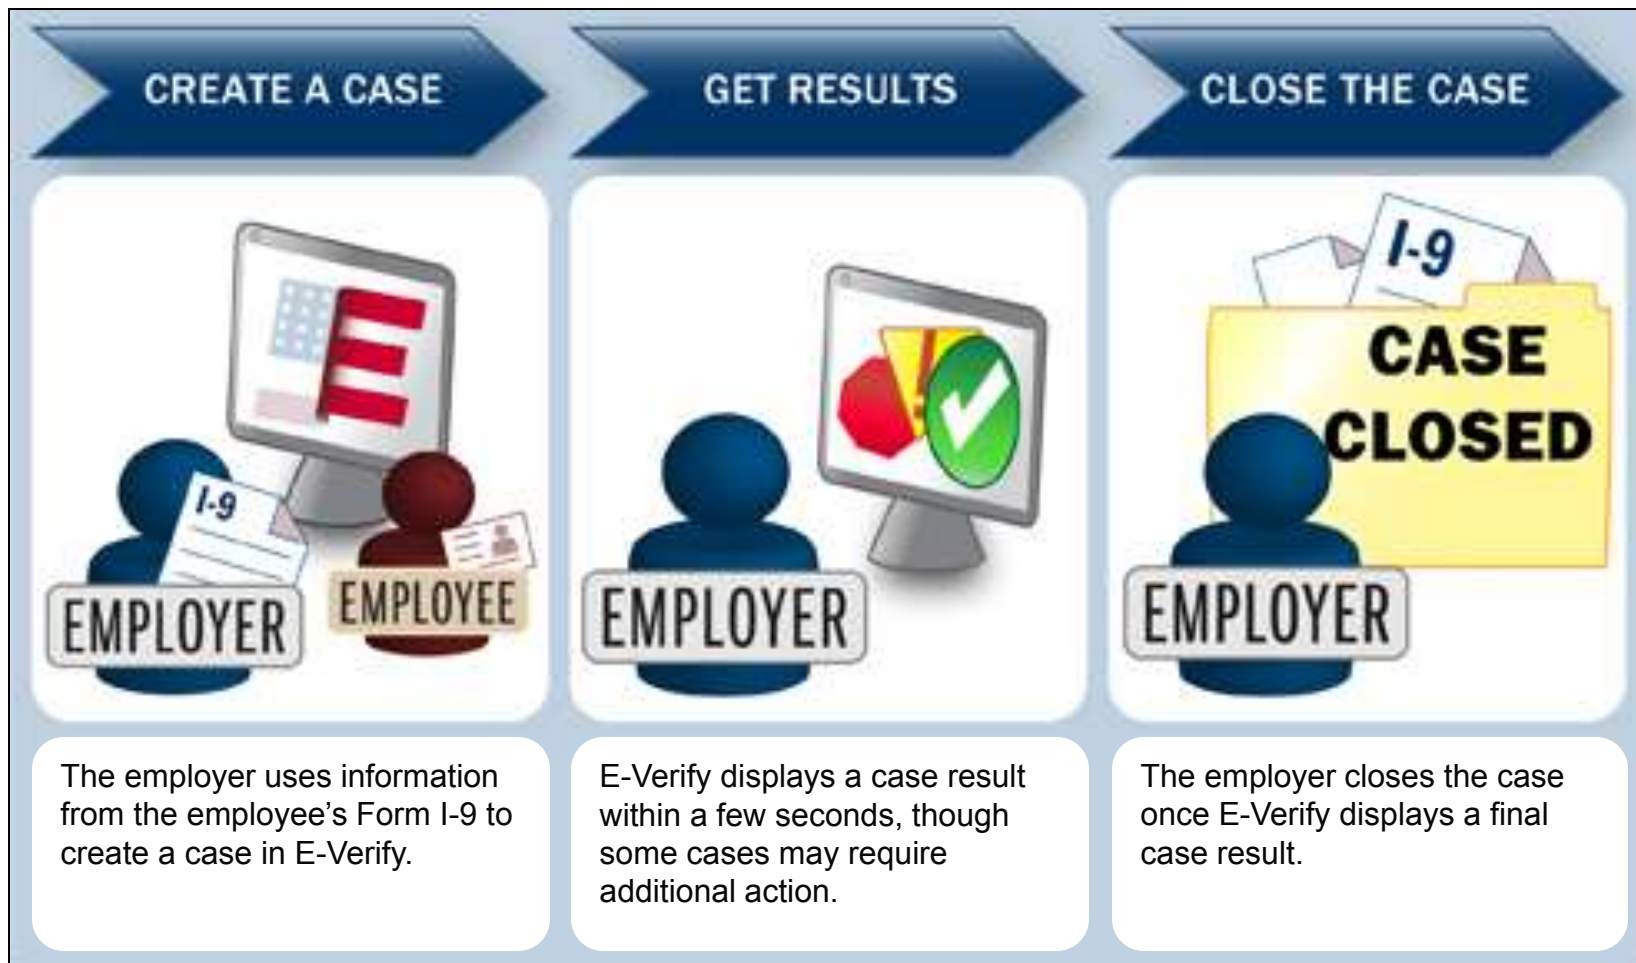 CREATE A CASE
GET RESULTS
CLOSE THE CASE
I-9
EMPLOYER
EMPLOYEE
EMPLOYER
I-9
CASE
CLOSED
EMPLOYER
The employer uses information
from the employee’s Form I-9 to
create a case in E-Verify.
E-Verify displays a case result
within a few seconds, though
some cases may require
additional action.
The employer closes the case
once E-Verify displays a final
case result.